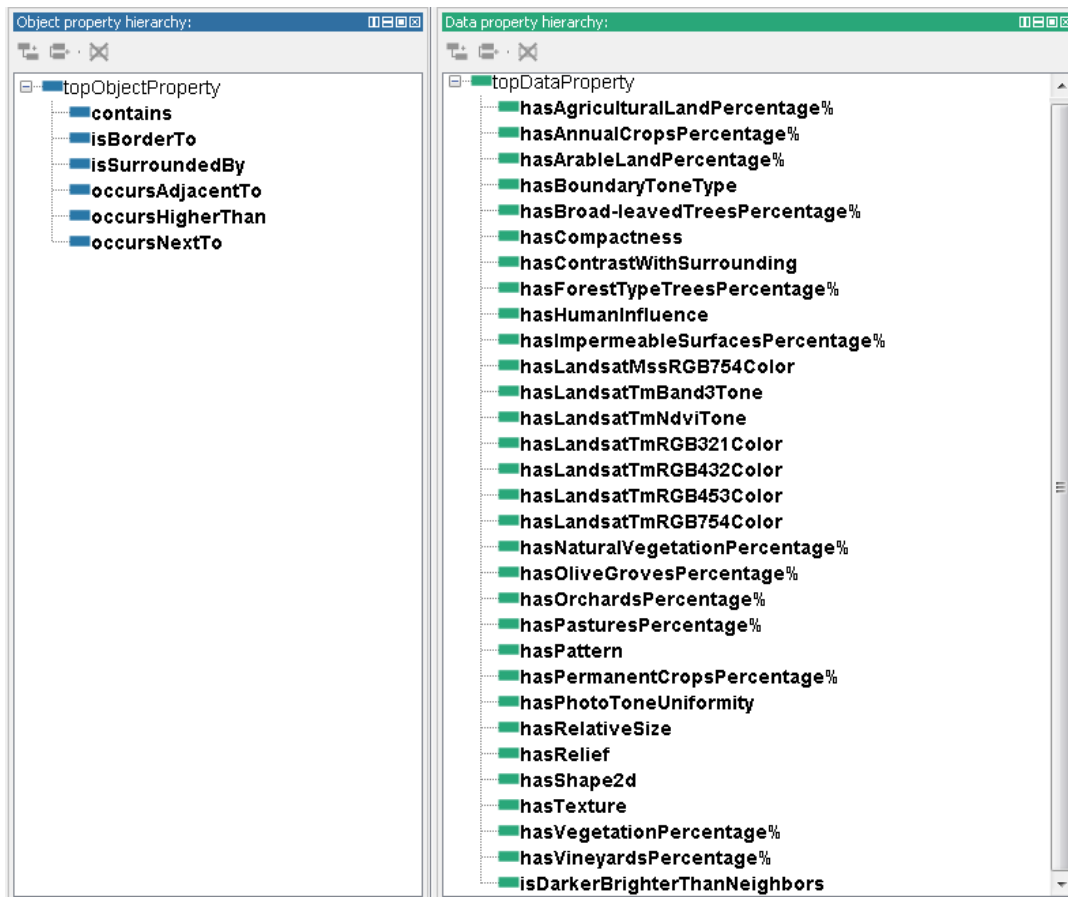 Object property hierarchy:
topObjectProperty
contains
isBorderTo
isSurroundedBy
occursAdjacentTo
occursHigherThan
occursNextTo
Data property hierarchy:
topDataProperty
hasAgriculturalLandPercentage%
hasAnnualCropsPercentage%
hasArableLandPercentage%
hasBoundaryToneType
hasBroad-leavedTreesPercentage%
hasCompactness
hasContrastWithSurrounding
hasForestTypeTreesPercentage%
hasHumanInfluence
hasImpermeableSurfacesPercentage%
hasLandsatMssRGB754Color
hasLandsatTmBand3Tone
hasLandsatTmNdviTone
hasLandsatTmRGB321Color
hasLandsatTmRGB432Color
hasLandsatTmRGB453Color
hasLandsatTmRGB754Color
hasNaturalVegetationPercentage%
hasOliveGrovesPercentage%
hasOrchardsPercentage%
hasPasturesPercentage%
hasPattern
hasPermanentCropsPercentage%
hasPhotoToneUniformity
hasRelativeSize
hasRelief
hasShape2d
hasTexture
hasVegetationPercentage%
hasVineyardsPercentage%
isDarkerBrighterThanNeighbors